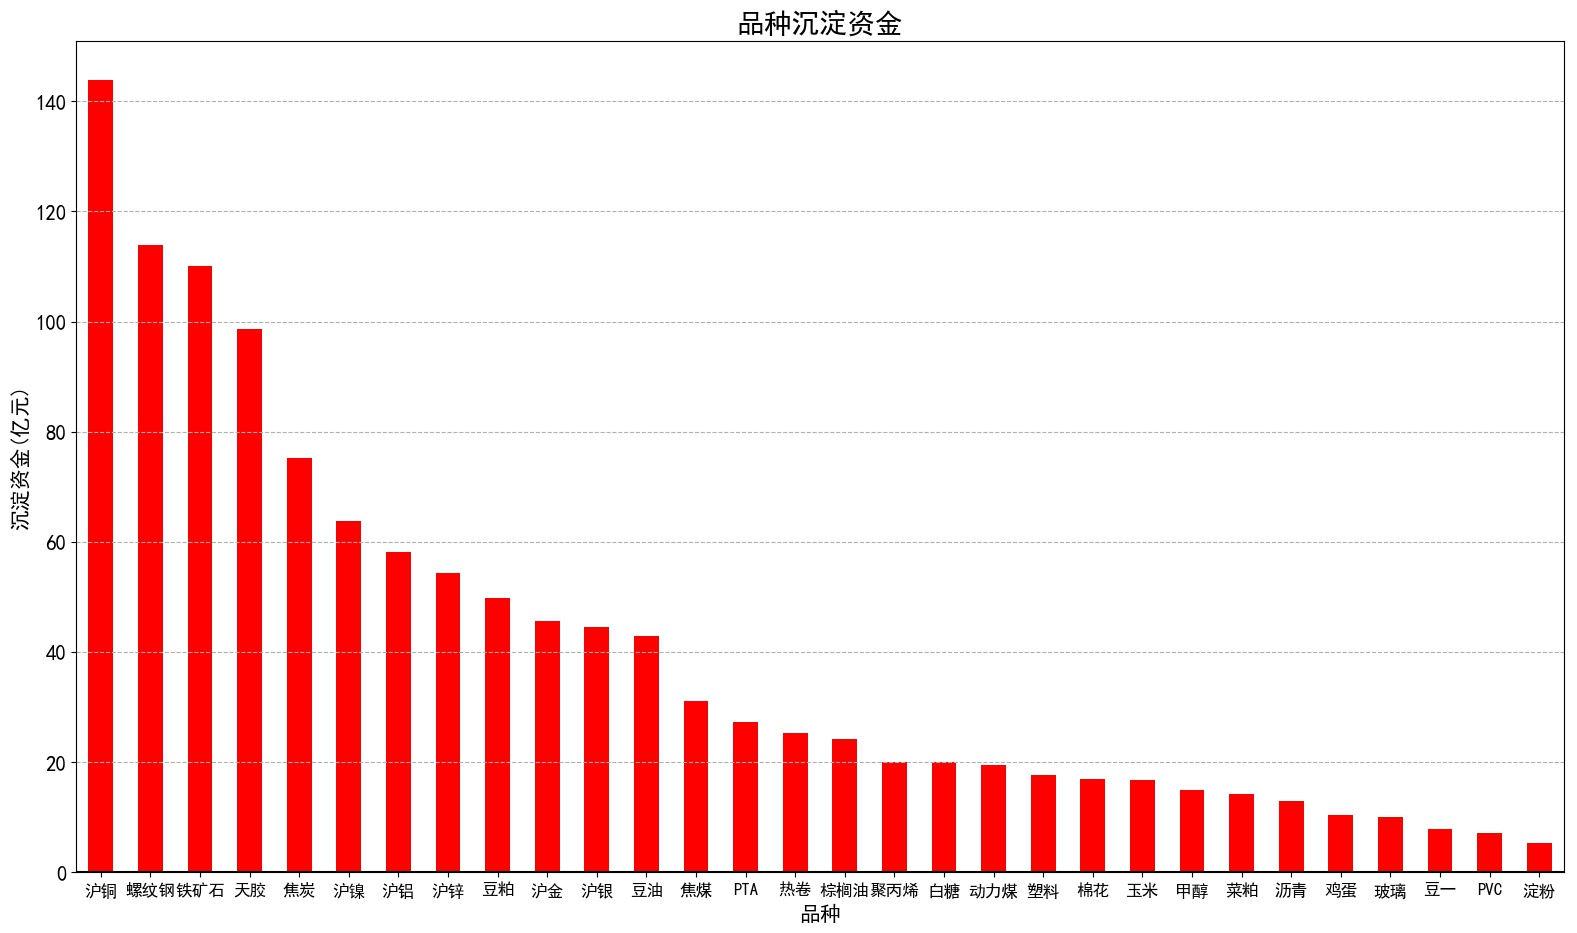 品种沉淀资金
沉淀资金(亿元)
140
120
100
80
60
40
20
0
沪铜 螺纹钢 铁矿石 天胶 焦炭 沪镍 沪铝 沪锌 豆粕 沪金 沪银 豆油 焦煤 PTA 热卷 棕榈油 聚丙烯 白糖 动力煤 塑料 棉花 玉米 甲醇 菜粕 沥青 鸡蛋 玻璃 豆一 PVC 淀粉
品种